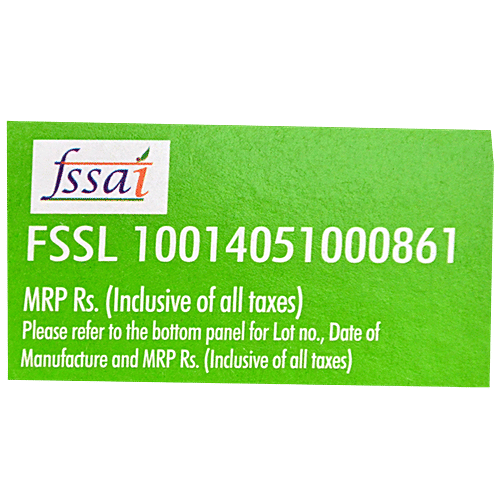 fssai
FSSL 10014051000861
MRP Rs. (Inclusive of all taxes)
Please refer to the bottom panel for Lot no., Date of
Manufacture and MRP Rs. (Inclusive of all taxes)